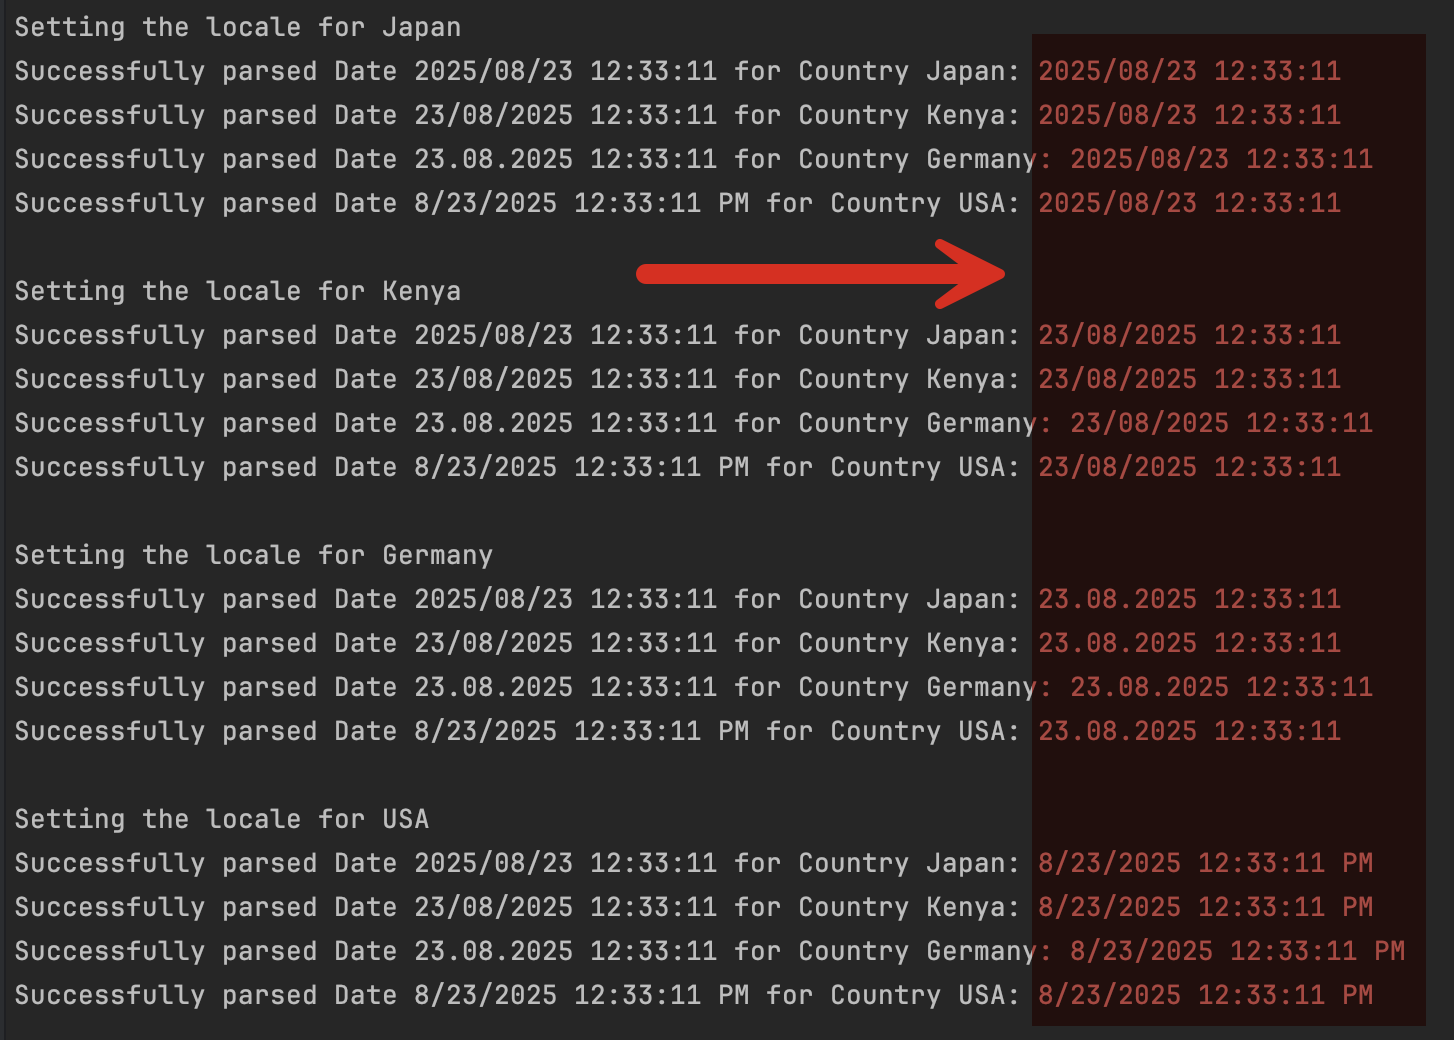 Setting the locale for Japan
Successfully parsed Date 2025/08/23 12:33:11 for Country Japan: 2025/08/23 12:33:11
Successfully parsed Date 23/08/2025 12:33:11 for Country Kenya: 2025/08/23 12:33:11
Successfully parsed Date 23.08.2025 12:33:11 for Country Germany: 2025/08/23 12:33:11
Successfully parsed Date 8/23/2025 12:33:11 PM for Country USA: 2025/08/23 12:33:11
Setting the locale for Kenya
Successfully parsed Date 2025/08/23 12:33:11 for Country Japan: 23/08/2025 12:33:11
Successfully parsed Date 23/08/2025 12:33:11 for Country Kenya: 23/08/2025 12:33:11
Successfully parsed Date 23.08.2025 12:33:11 for Country Germany: 23/08/2025 12:33:11
Successfully parsed Date 8/23/2025 12:33:11 PM for Country USA: 23/08/2025 12:33:11
Setting the locale for Germany
Successfully parsed Date 2025/08/23 12:33:11 for Country Japan: 23.08.2025 12:33:11
Successfully parsed Date 23/08/2025 12:33:11 for Country Kenya: 23.08.2025 12:33:11
Successfully parsed Date 23.08.2025 12:33:11 for Country Germany: 23.08.2025 12:33:11
Successfully parsed Date 8/23/2025 12:33:11 PM for Country USA: 23.08.2025 12:33:11
Setting the locale for USA
Successfully parsed Date 2025/08/23 12:33:11 for Country Japan: 8/23/2025 12:33:11 PM
Successfully parsed Date 23/08/2025 12:33:11 for Country Kenya: 8/23/2025 12:33:11 PM
Successfully parsed Date 23.08.2025 12:33:11 for Country Germany: 8/23/2025 12:33:11 PM
Successfully parsed Date 8/23/2025 12:33:11 PM for Country USA: 8/23/2025 12:33:11 PM